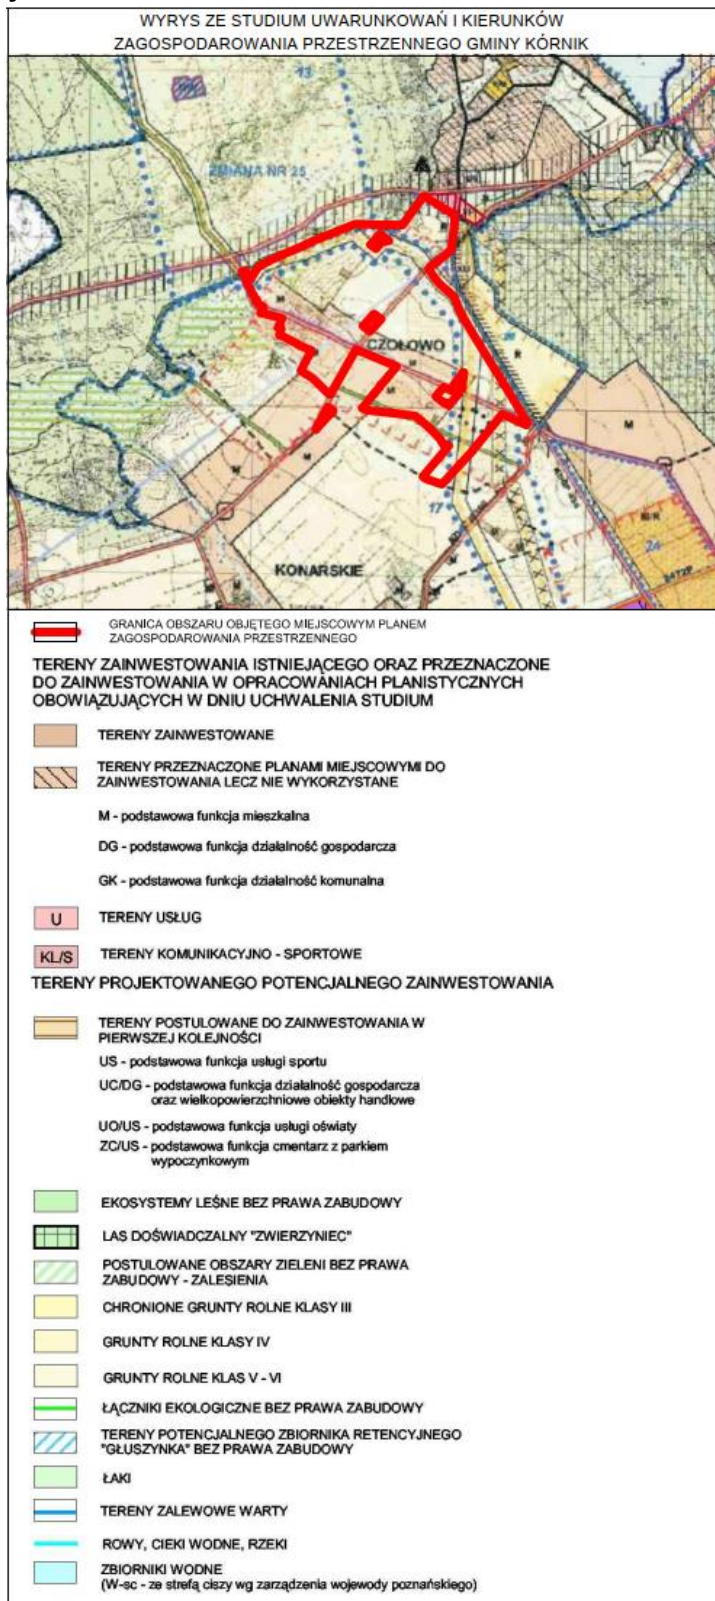 WYRYS ZE STUDIUM UWARUNKOWAŃ I KIERUNKÓW
ZAGOSPODAROWANIA PRZESTRZENNEGO GMINY KÓRNIK
13
ZMIANA NR 25
M
R
CZOŁOWO
M
M
R
M
M
M
17
M/R
24
KONARSKIE
2472P
GRANICA OBSZARU OBJĘTEGO MIEJSCOWYM PLANEM
ZAGOSPODAROWANIA PRZESTRZENNEGO
TERENY ZAINWESTOWANIA ISTNIEJĄCEGO ORAZ PRZEZNACZONE
DO ZAINWESTOWANIA W OPRACOWANIACH PLANISTYCZNYCH
OBOWIĄZUJĄCYCH W DNIU UCHWALENIA STUDIUM
TERENY ZAINWESTOWANE
TERENY PRZEZNACZONE PLANAMI MIEJSCOWYMI DO
ZAINWESTOWANIA LECZ NIE WYKORZYSTANE
M - podstawowa funkcja mieszkalna
DG - podstawowa funkcja działalność gospodarcza
GK - podstawowa funkcja działalność komunalna
U TERENY USŁUG
KL/S TERENY KOMUNIKACYJNO - SPORTOWE
TERENY PROJEKTOWANEGO POTENCJALNEGO ZAINWESTOWANIA
TERENY POSTULOWANE DO ZAINWESTOWANIA W
PIERWSZEJ KOLEJNOŚCI
US - podstawowa funkcja usługi sportu
UC/DG - podstawowa funkcja działalność gospodarcza
oraz wielkopowierzchniowe obiekty handlowe
UO/US - podstawowa funkcja usługi oświaty
ZC/US - podstawowa funkcja cmentarz z parkiem
wypoczynkowym
EKOSYSTEMY LEŚNE BEZ PRAWA ZABUDOWY
LAS DOŚWIADCZALNY "ZWIERZYNIEC"
POSTULOWANE OBSZARY ZIELENI BEZ PRAWA
ZABUDOWY - ZALESIENIA
CHRONIONE GRUNTY ROLNE KLASY III
GRUNTY ROLNE KLASY IV
GRUNTY ROLNE KLAS V - VI
ŁĄCZNIKI EKOLOGICZNE BEZ PRAWA ZABUDOWY
TERENY POTENCJALNEGO ZBIORNIKA RETENCYJNEGO
"GŁUSZYNKA" BEZ PRAWA ZABUDOWY
ŁAKI
TERENY ZALEWOWE WARTY
ROWY, CIEKI WODNE, RZEKI
ZBIORNIKI WODNE
(W-sc - ze strefą ciszy wg zarządzenia wojewody poznańskiego)